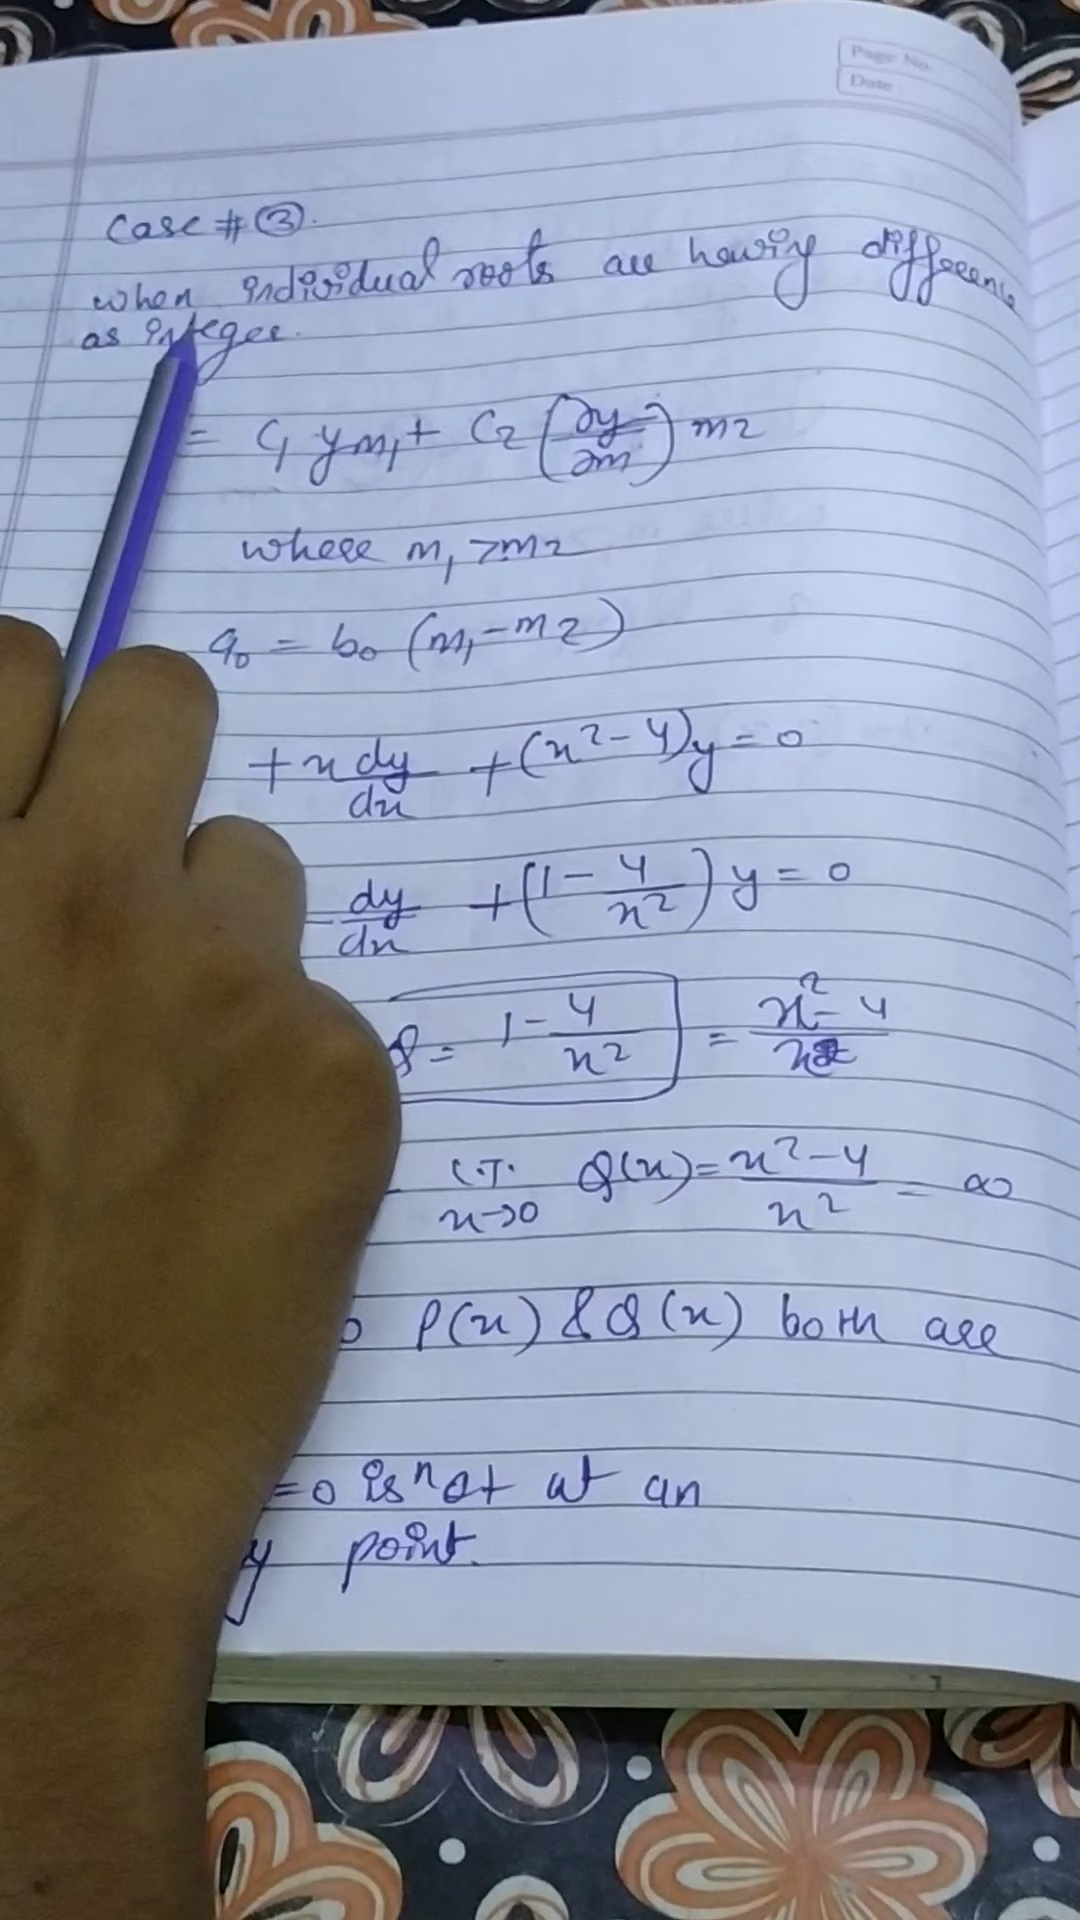 Page No.
Date
Case # ③.
when individual roots are having difference
as integer.
= C₁ yₘ₁ + C₂ (∂y/∂m) m₂
where m₁ > m₂
a₀ = b₀ (m₁ - m₂)
+ x dy/dx + (x² - 4)y = 0
dy/dx + (1 - 4/x²) y = 0
Q = 1 - 4/x² = x² - 4/x²
LT. x→0 Q(x) = x² - 4/x² = ∞
P(x) & Q(x) both are
= 0 is not at an
y point.